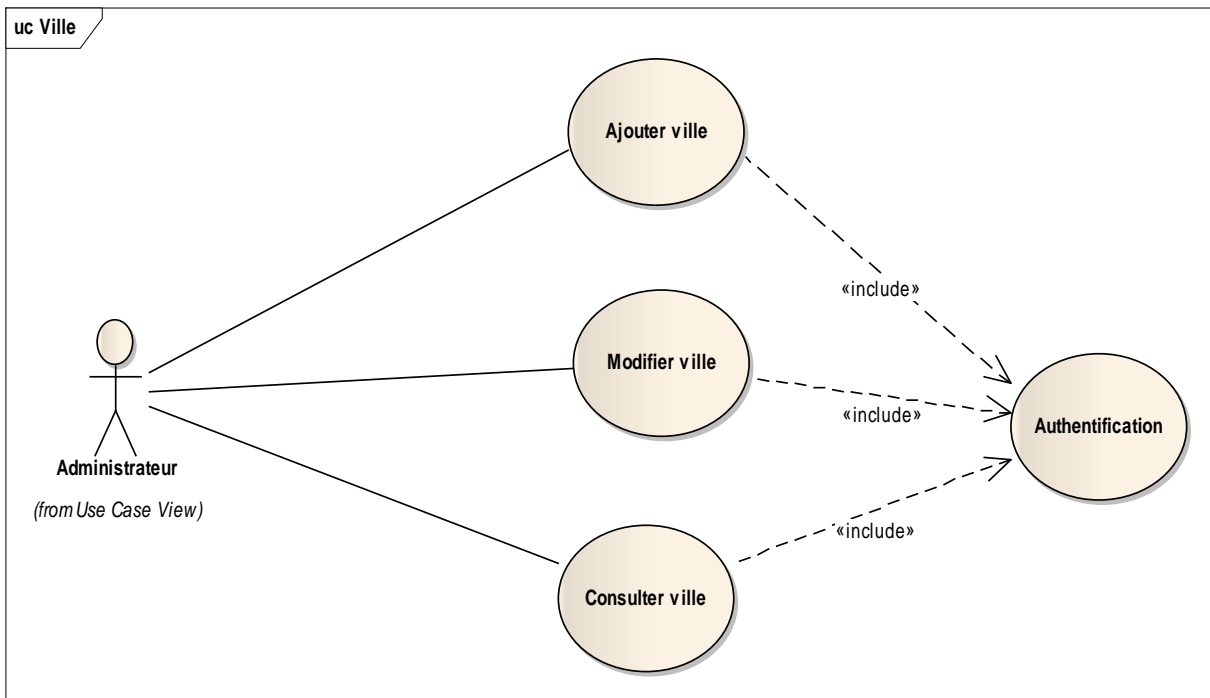 uc Ville
Ajouter ville
«include»
Modifier ville
«include»
Authentification
Administrateur
(from Use Case View)
«include»
Consulter ville